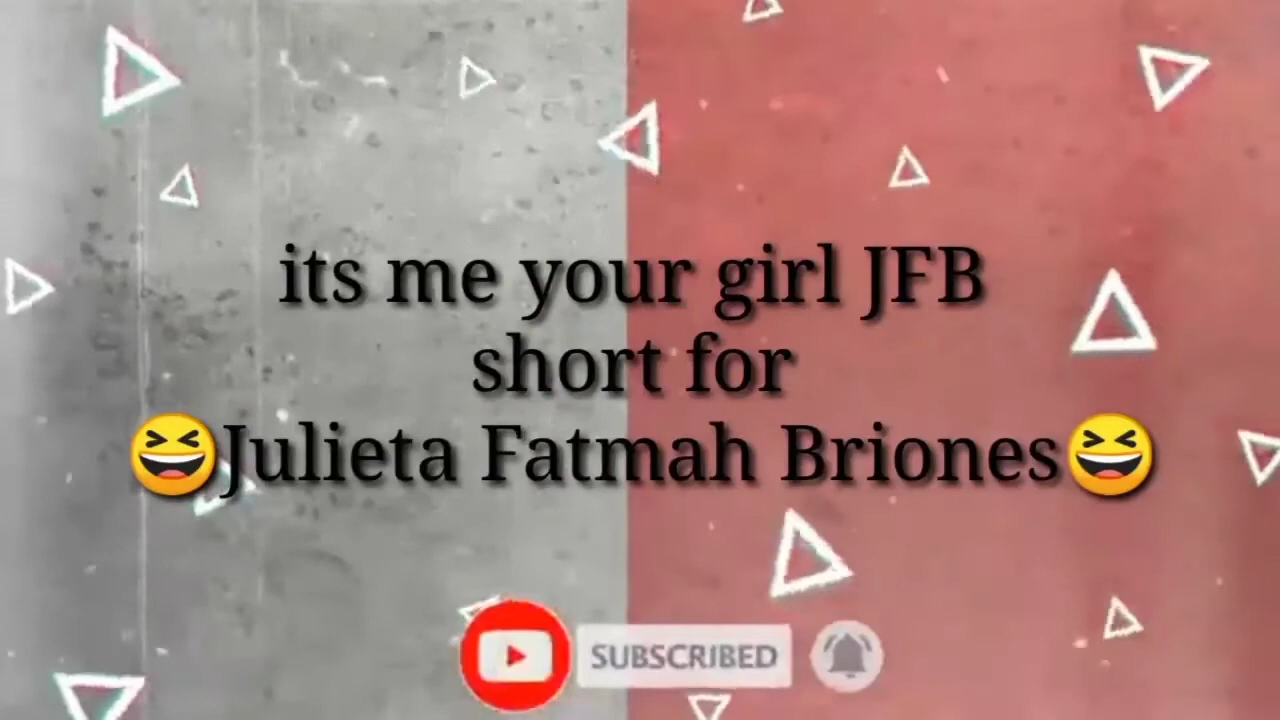 its me your girl JFB
short for
😆Julieta Fatmah Briones😆
SUBSCRIBED